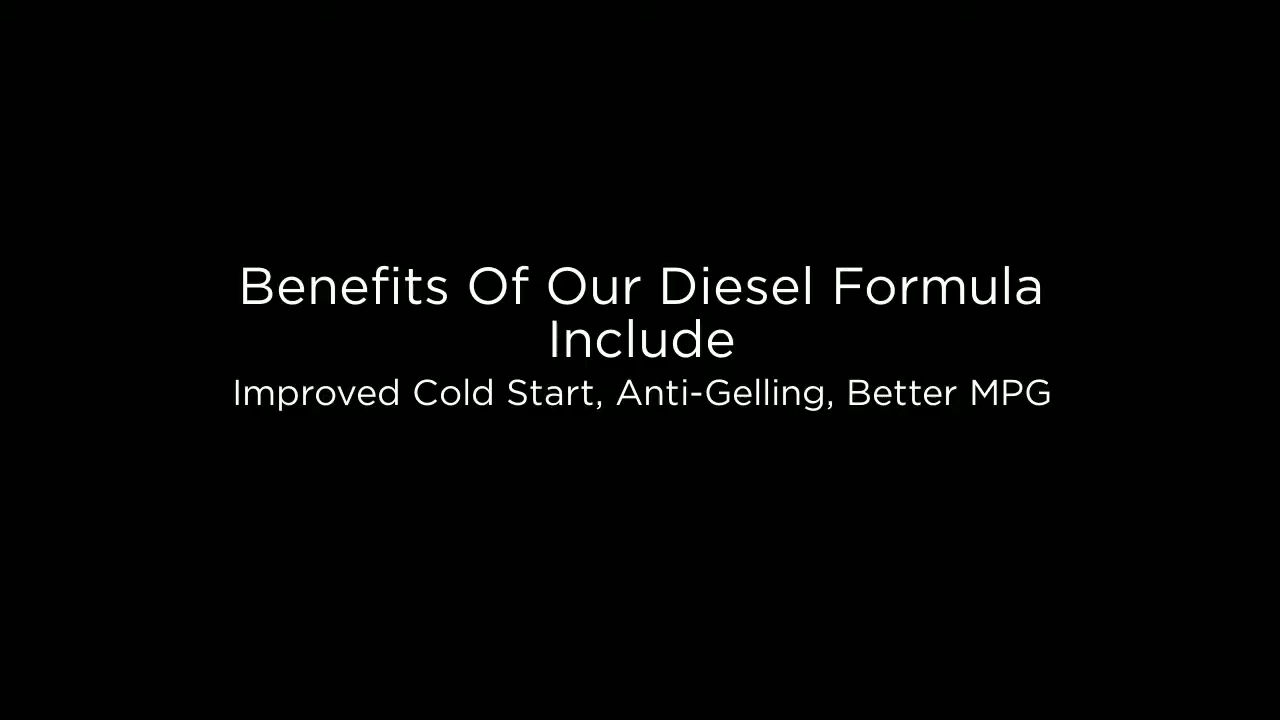 Benefits Of Our Diesel Formula
Include
Improved Cold Start, Anti-Gelling, Better MPG